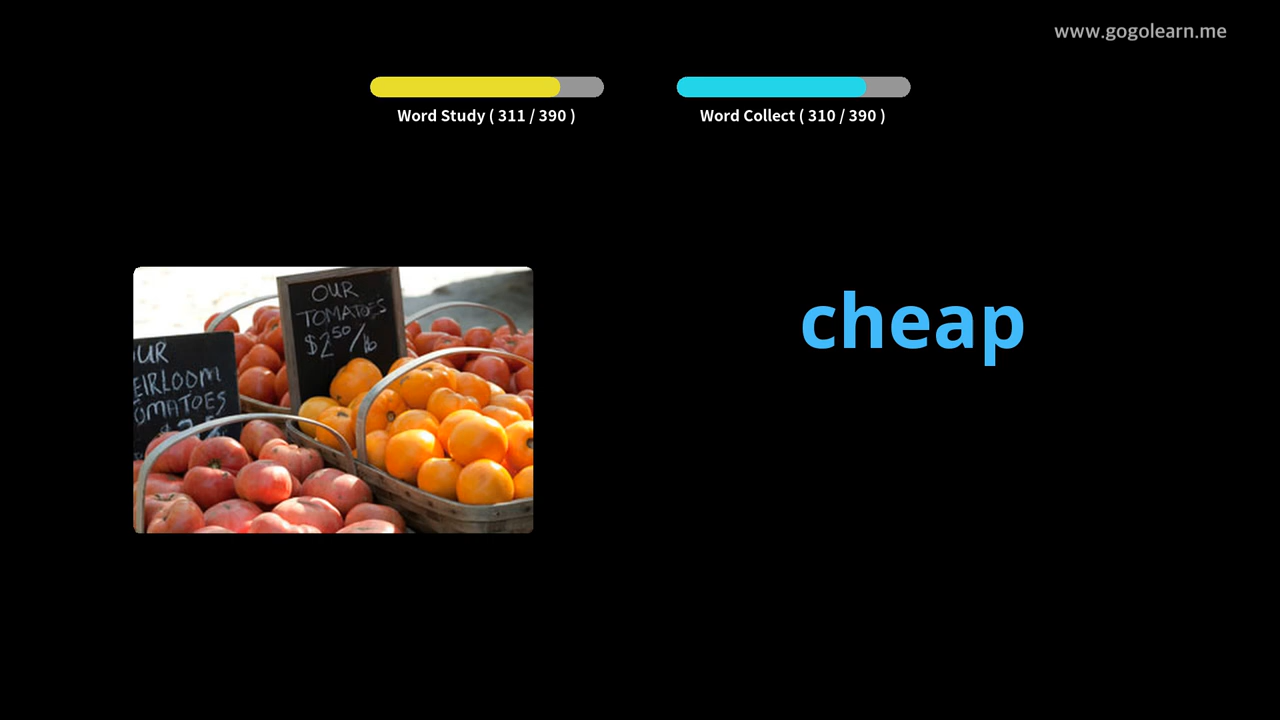 www.gogolearn.me
Word Study ( 311 / 390 )
Word Collect ( 310 / 390 )
OUR
TOMATOES
$2.50/lb
HEIRLOOM
TOMATOES
cheap